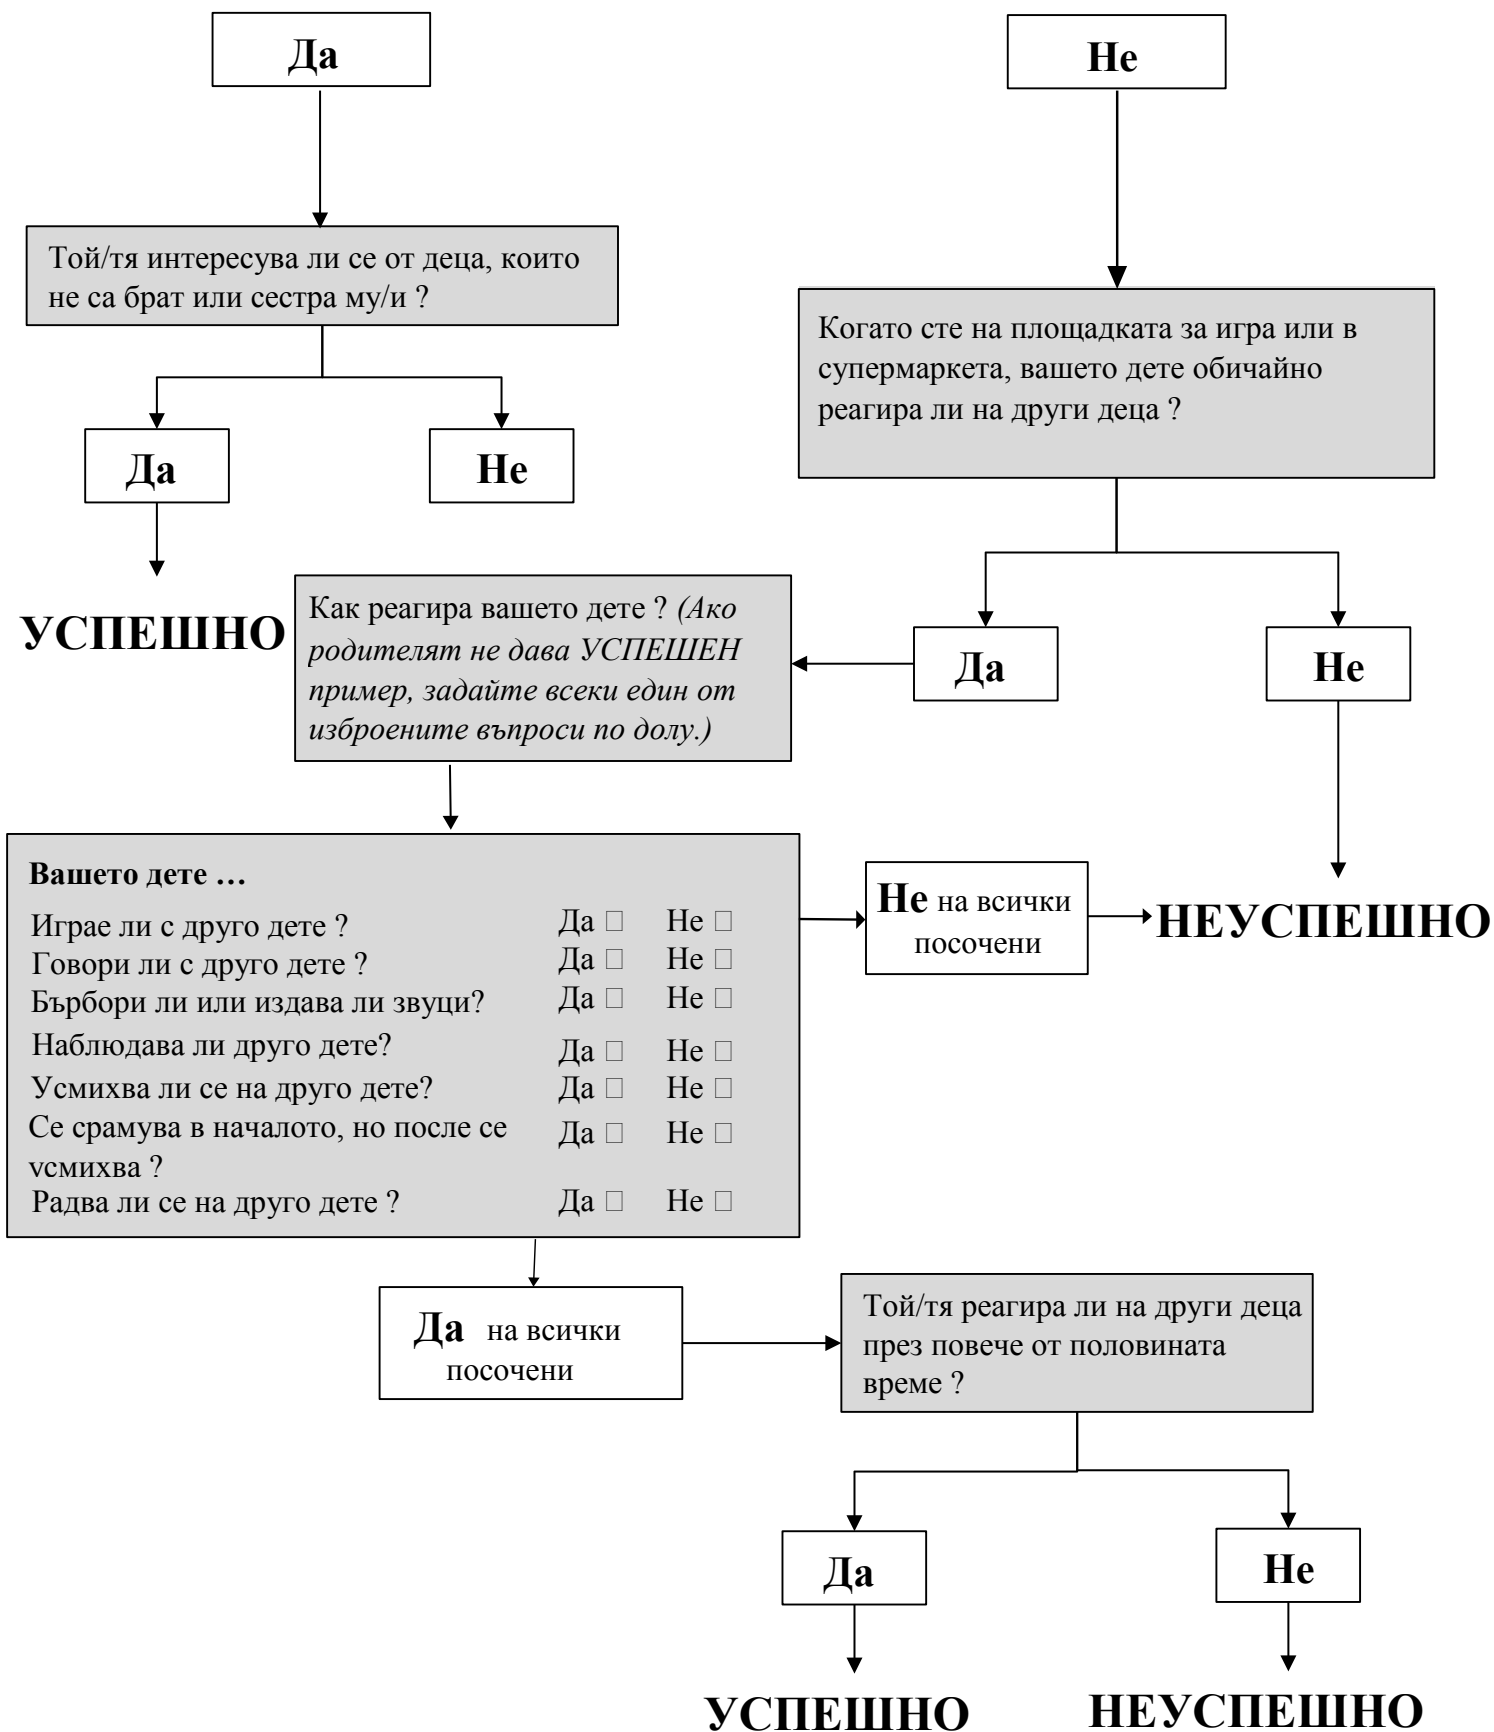 Да
Не
Той/тя интересува ли се от деца, които
не са брат или сестра му/и ?
Когато сте на площадката за игра или в
супермаркета, вашето дете обичайно
реагира ли на други деца ?
Да
Не
УСПЕШНО
Как реагира вашето дете ? (Ако
родителят не дава УСПЕШЕН
пример, задайте всеки един от
изброените въпроси по долу.)
Да
Не
Вашето дете …
Играе ли с друго дете ? Да □ Не □
Говори ли с друго дете ? Да □ Не □
Бърбори ли или издава ли звуци? Да □ Не □
Наблюдава ли друго дете? Да □ Не □
Усмихва ли се на друго дете? Да □ Не □
Се срамува в началото, но после се Да □ Не □
усмихва ?
Радва ли се на друго дете ? Да □ Не □
Не на всички
посочени
НЕУСПЕШНО
Да на всички
посочени
Той/тя реагира ли на други деца
през повече от половината
време ?
Да
Не
УСПЕШНО
НЕУСПЕШНО